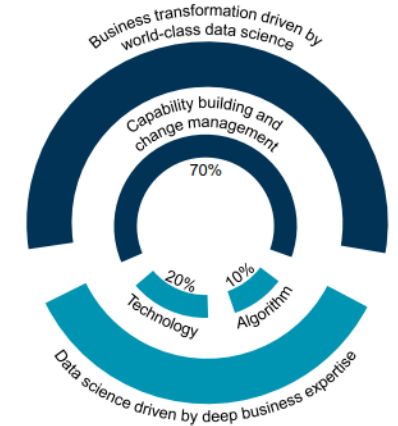 Business transformation driven by
world-class data science
Capability building and
change management
70%
20%
10%
Technology
Algorithm
Data science driven by deep business expertise